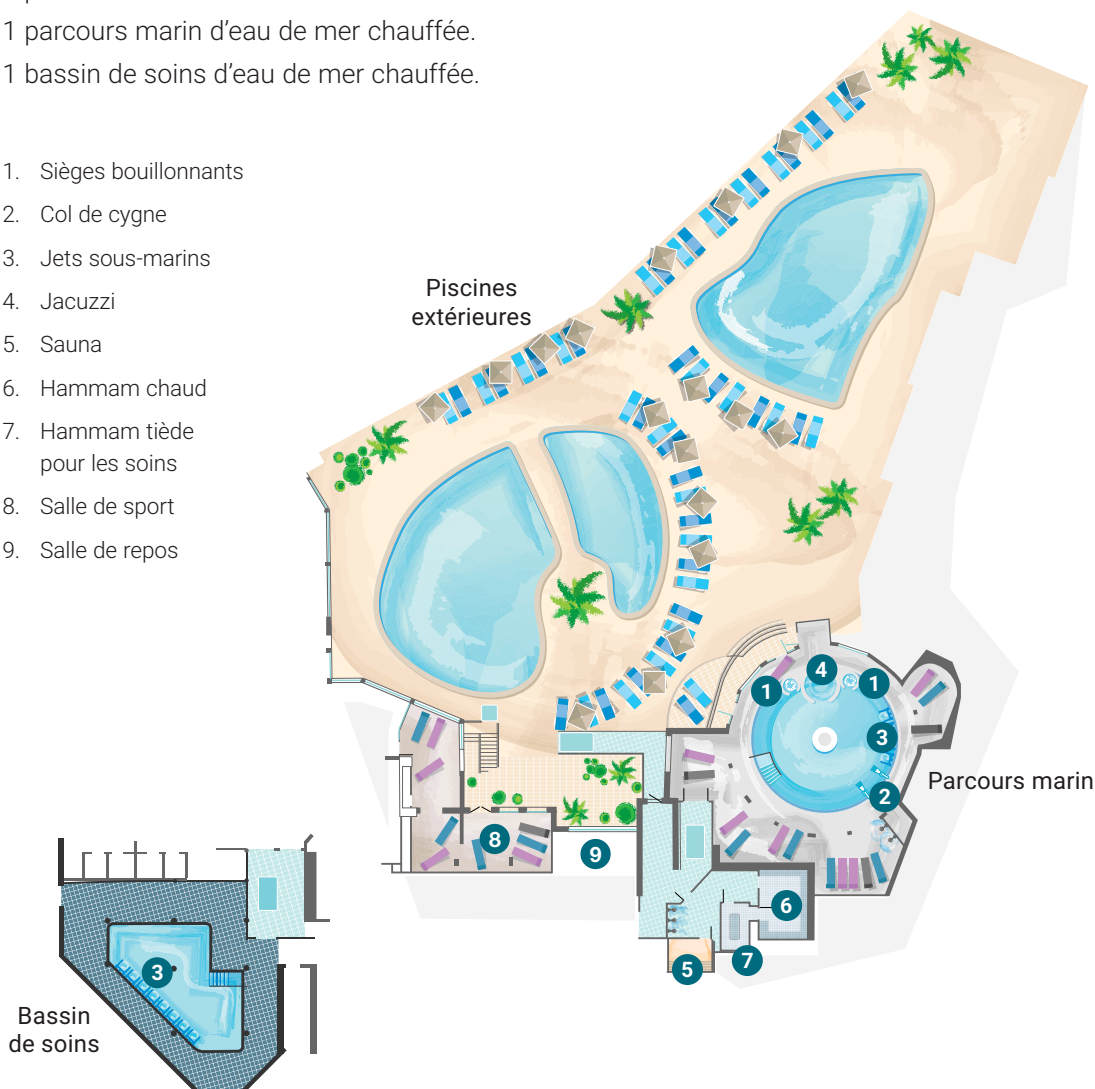 1 parcours marin d'eau de mer chauffée.
1 bassin de soins d'eau de mer chauffée.
1. Sièges bouillonnants
2. Col de cygne
3. Jets sous-marins
4. Jacuzzi
5. Sauna
6. Hammam chaud
7. Hammam tiède
pour les soins
8. Salle de sport
9. Salle de repos
Piscines
extérieures
1
4
1
3
2
Parcours marin
8
9
6
7
5
3
Bassin
de soins